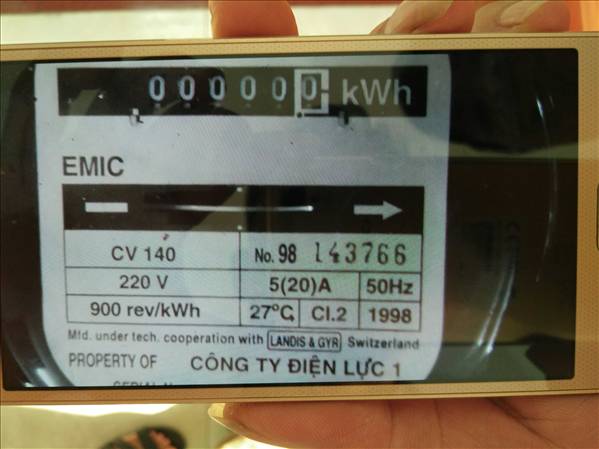 000000 kWh
EMIC
CV 140 No. 98 143766
220 V 5(20)A 50Hz
900 rev/kWh 27°C Cl.2 1998
Mfd. under tech. cooperation with LANDIS & GYR Switzerland
PROPERTY OF CÔNG TY ĐIỆN LỰC 1